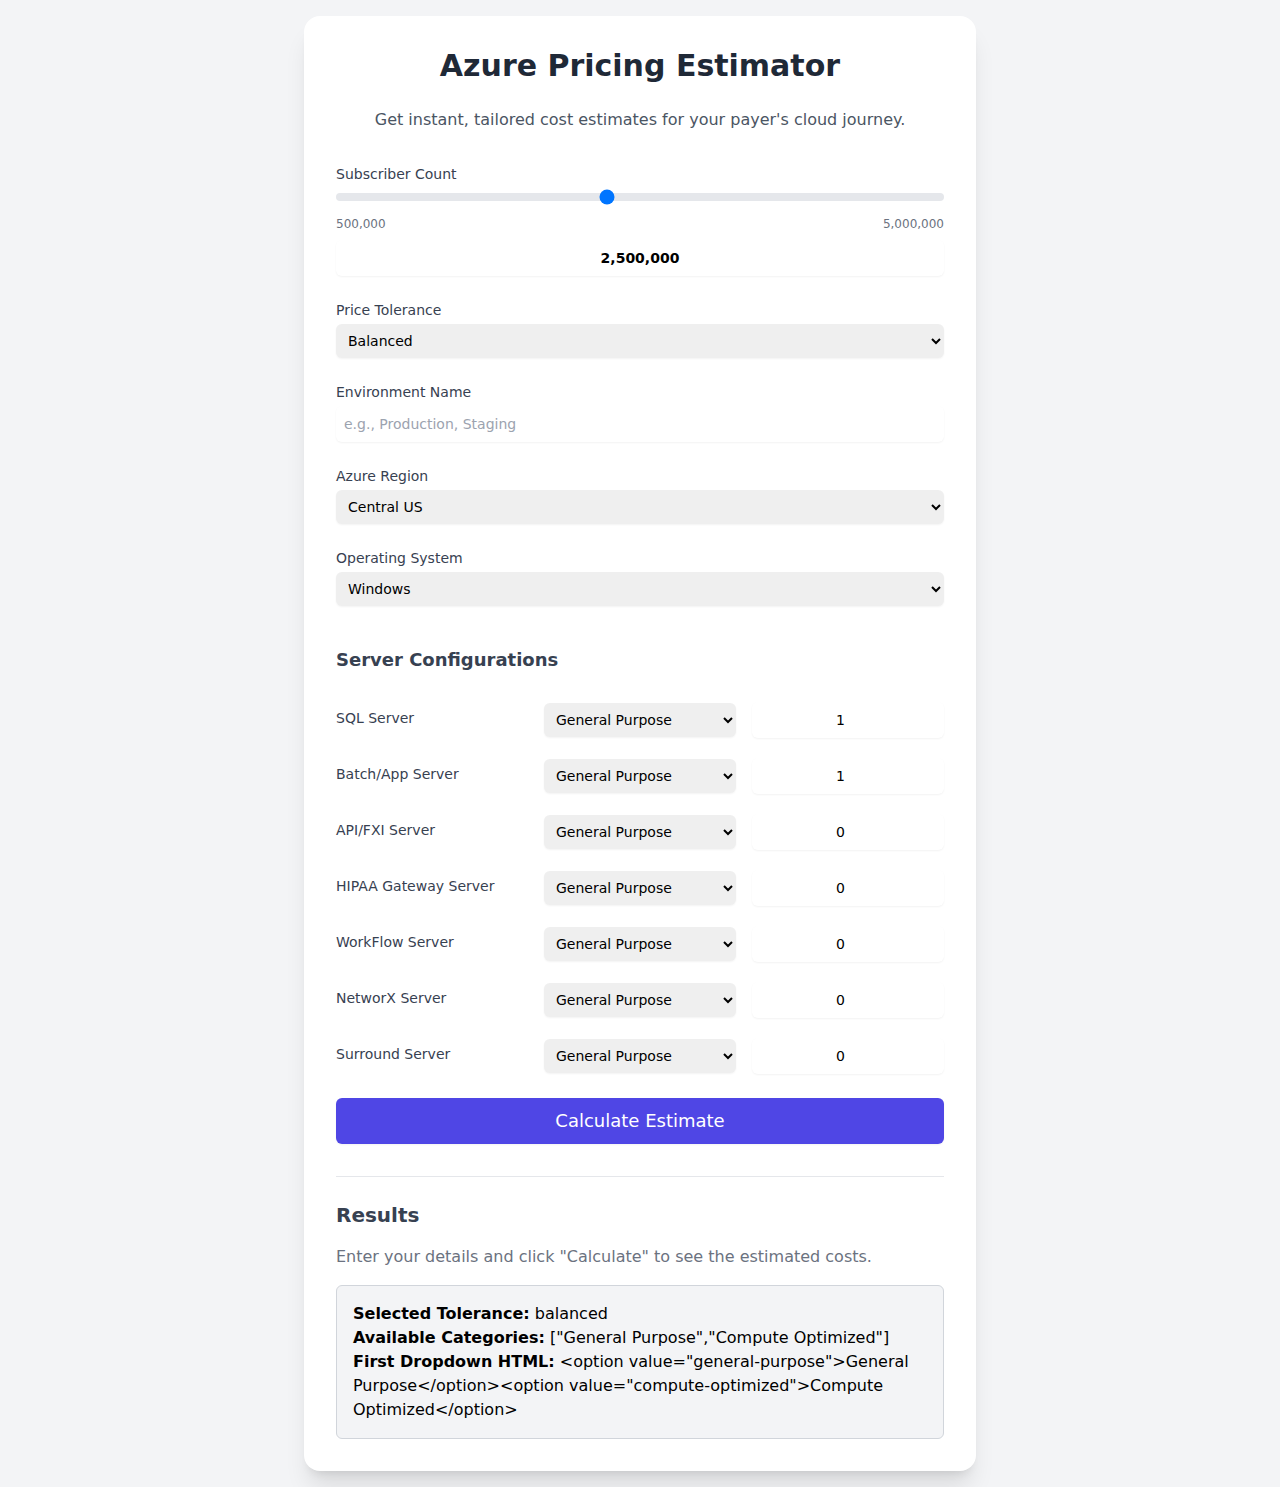 Azure Pricing Estimator
Get instant, tailored cost estimates for your payer's cloud journey.
Subscriber Count
500,000 5,000,000
2,500,000
Price Tolerance
Balanced
Environment Name
e.g., Production, Staging
Azure Region
Central US
Operating System
Windows
Server Configurations
SQL Server General Purpose 1
Batch/App Server General Purpose 1
API/FXI Server General Purpose 0
HIPAA Gateway Server General Purpose 0
WorkFlow Server General Purpose 0
NetworX Server General Purpose 0
Surround Server General Purpose 0
Calculate Estimate
Results
Enter your details and click "Calculate" to see the estimated costs.
Selected Tolerance: balanced
Available Categories: ["General Purpose","Compute Optimized"]
First Dropdown HTML: <option value="general-purpose">General
Purpose</option><option value="compute-optimized">Compute
Optimized</option>